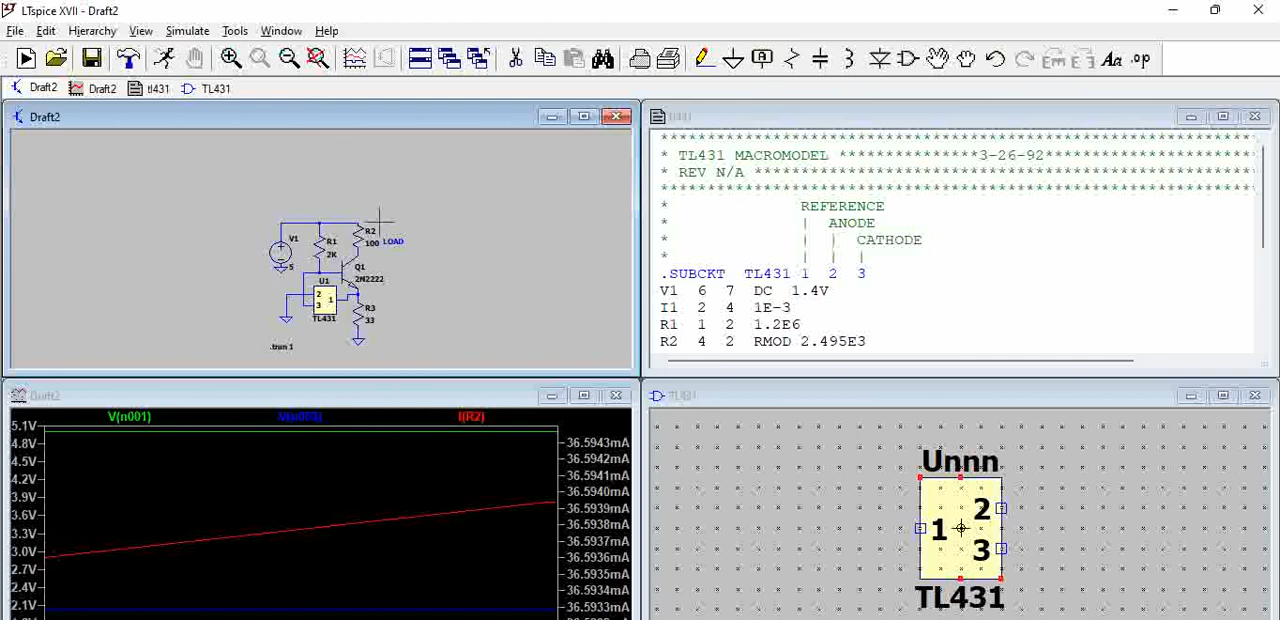 LTspice XVII - Draft2
File Edit Hierarchy View Simulate Tools Window Help
Draft2 Draft2 tl431 TL431
Draft2
V1
5
R1
2K
R2
100 LOAD
Q1
2N2222
U1
2 1
3
TL431
R3
33
.tran 1
* TL431 MACROMODEL ***************3-26-92**********************
* REV N/A
* REFERENCE
* | ANODE
* | | CATHODE
* | | |
.SUBCKT TL431 1 2 3
V1 6 7 DC 1.4V
I1 2 4 1E-3
R1 1 2 1.2E6
R2 4 2 RMOD 2.495E3
Draft2
V(n001) I(R2)
5.1V
4.8V
4.5V
4.2V
3.9V
3.6V
3.3V
3.0V
2.7V
2.4V
2.1V
36.5943mA
36.5942mA
36.5941mA
36.5940mA
36.5939mA
36.5938mA
36.5937mA
36.5936mA
36.5935mA
36.5934mA
36.5933mA
TL431
Unnn
1
2
3
TL431